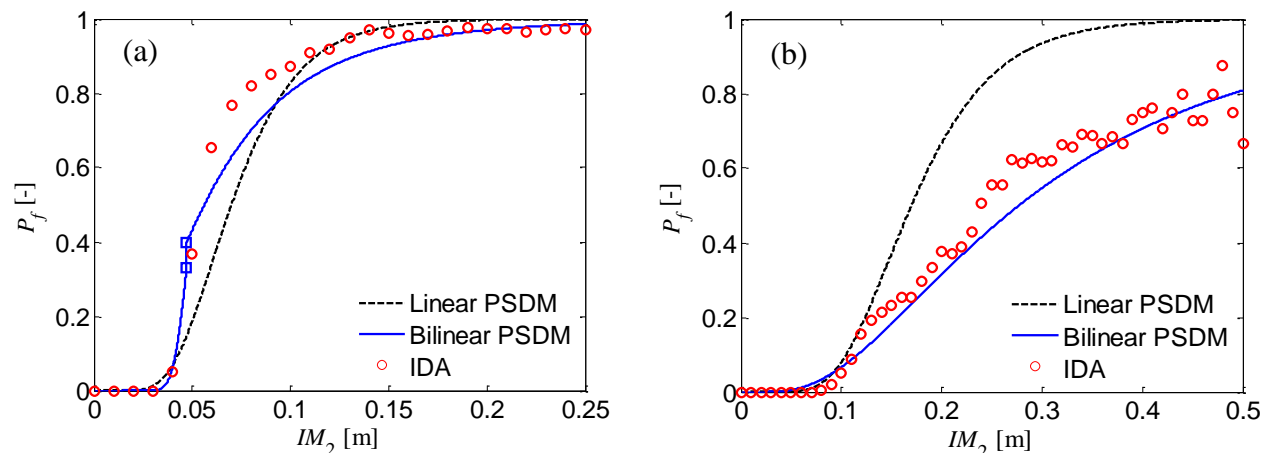 (a)
1
0.8
0.6
0.4
0.2
0
P_f [-]
0 0.05 0.1 0.15 0.2 0.25
IM_2 [m]
Linear PSDM
Bilinear PSDM
IDA
(b)
1
0.8
0.6
0.4
0.2
0
P_f [-]
0 0.1 0.2 0.3 0.4 0.5
IM_2 [m]
Linear PSDM
Bilinear PSDM
IDA